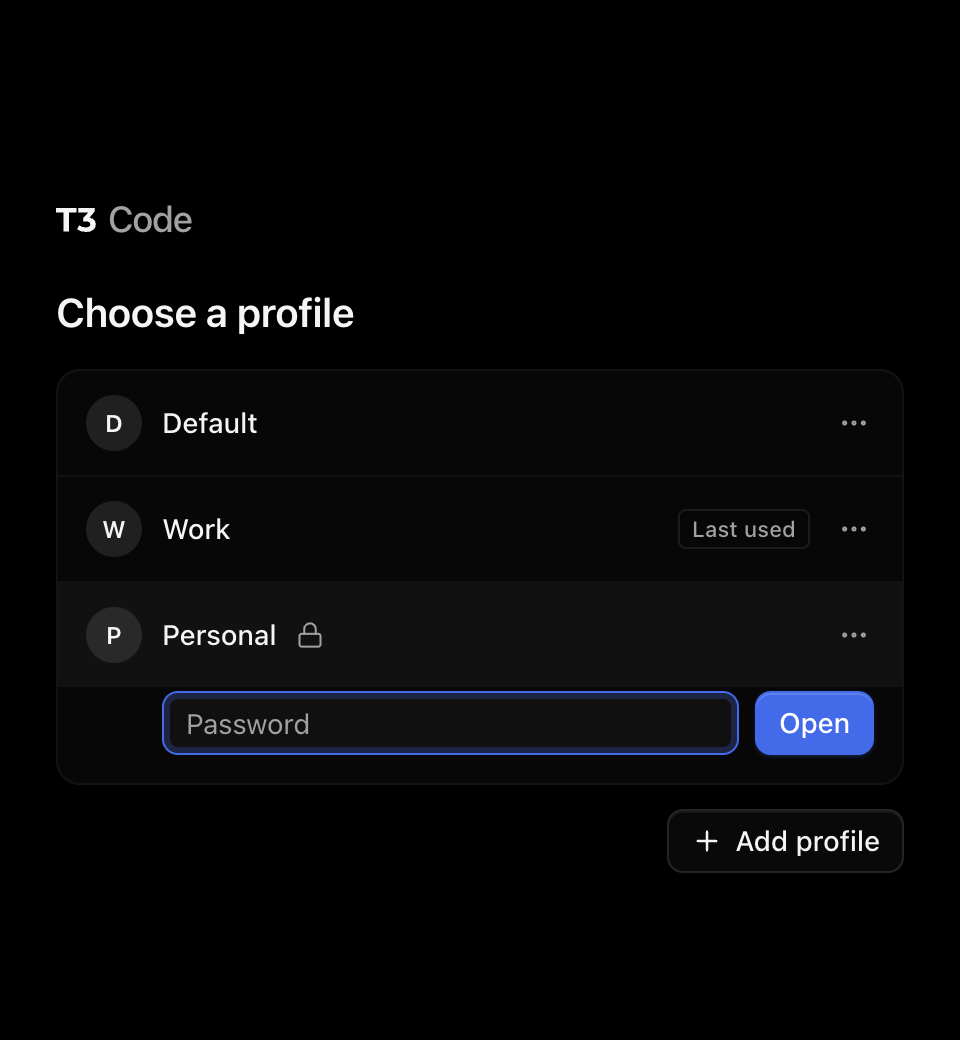 T3 Code
Choose a profile
D Default
W Work Last used
P Personal
Password Open
Add profile